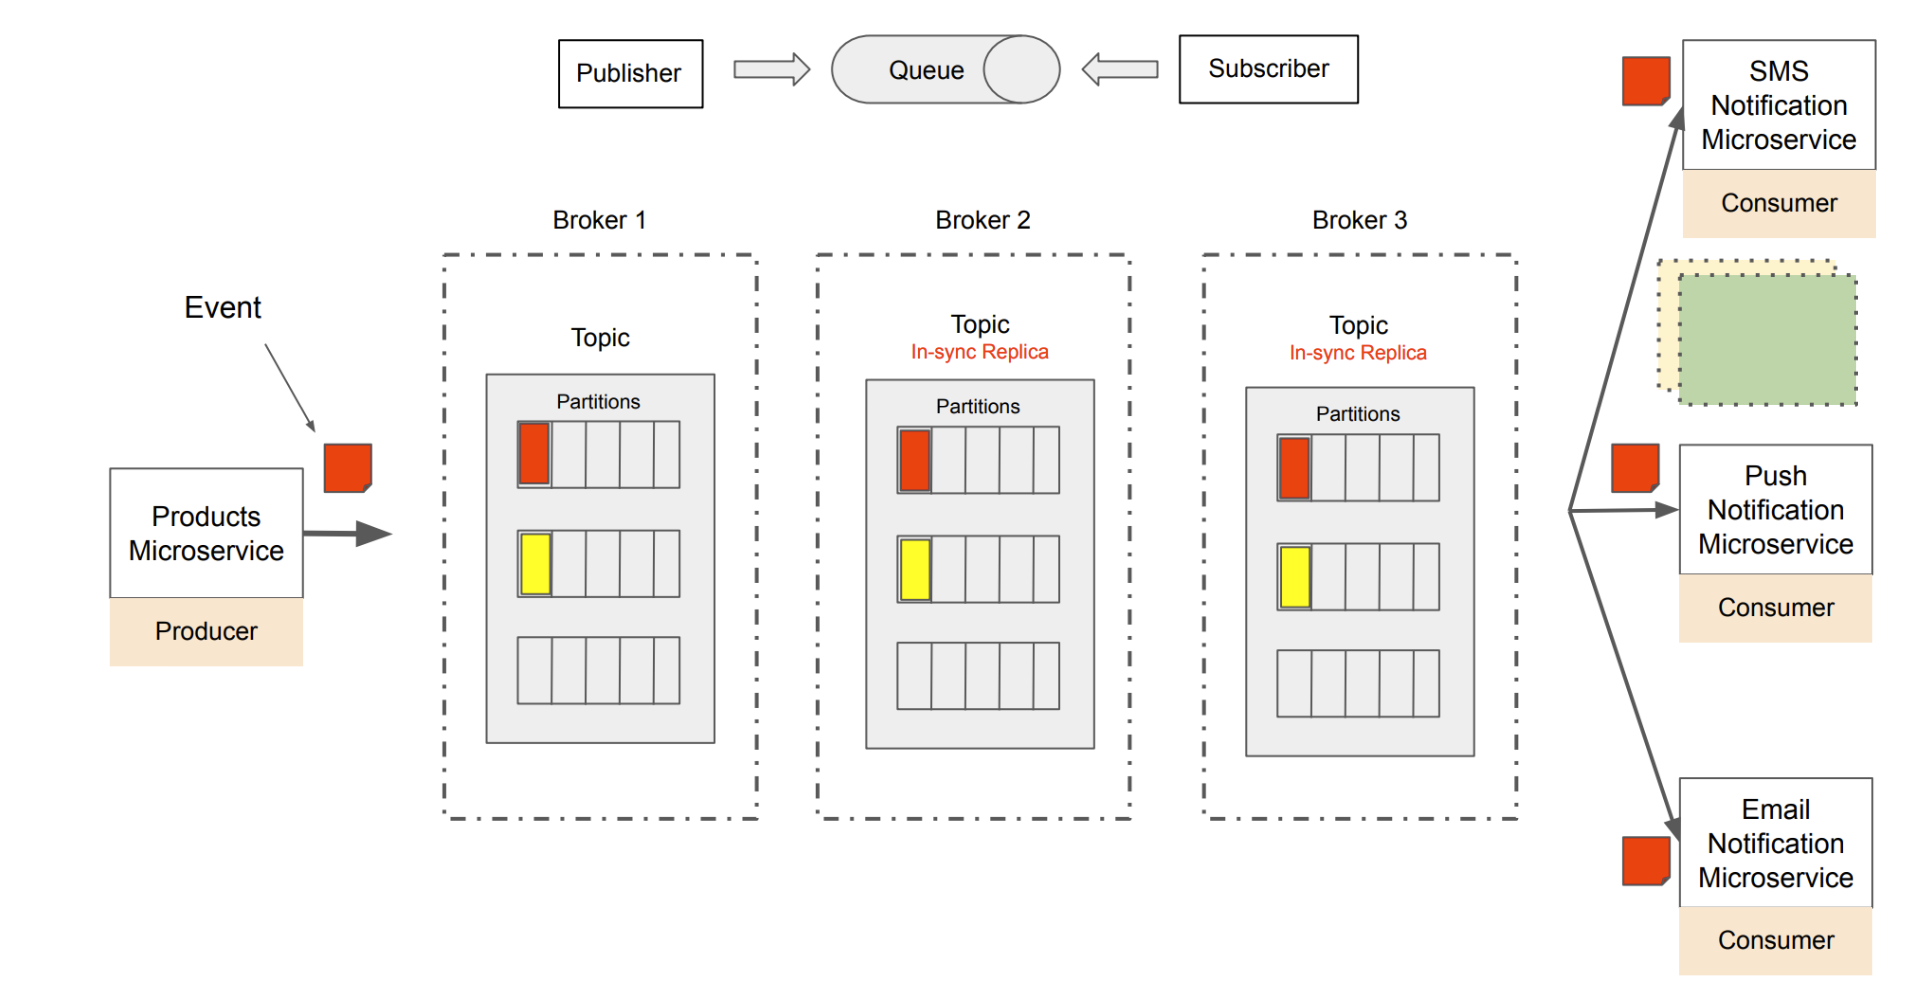 Publisher
Queue
Subscriber
SMS
Notification
Microservice
Consumer
Broker 1
Broker 2
Broker 3
Event
Topic
Topic
In-sync Replica
Topic
In-sync Replica
Partitions
Partitions
Partitions
Products
Microservice
Producer
Push
Notification
Microservice
Consumer
Email
Notification
Microservice
Consumer